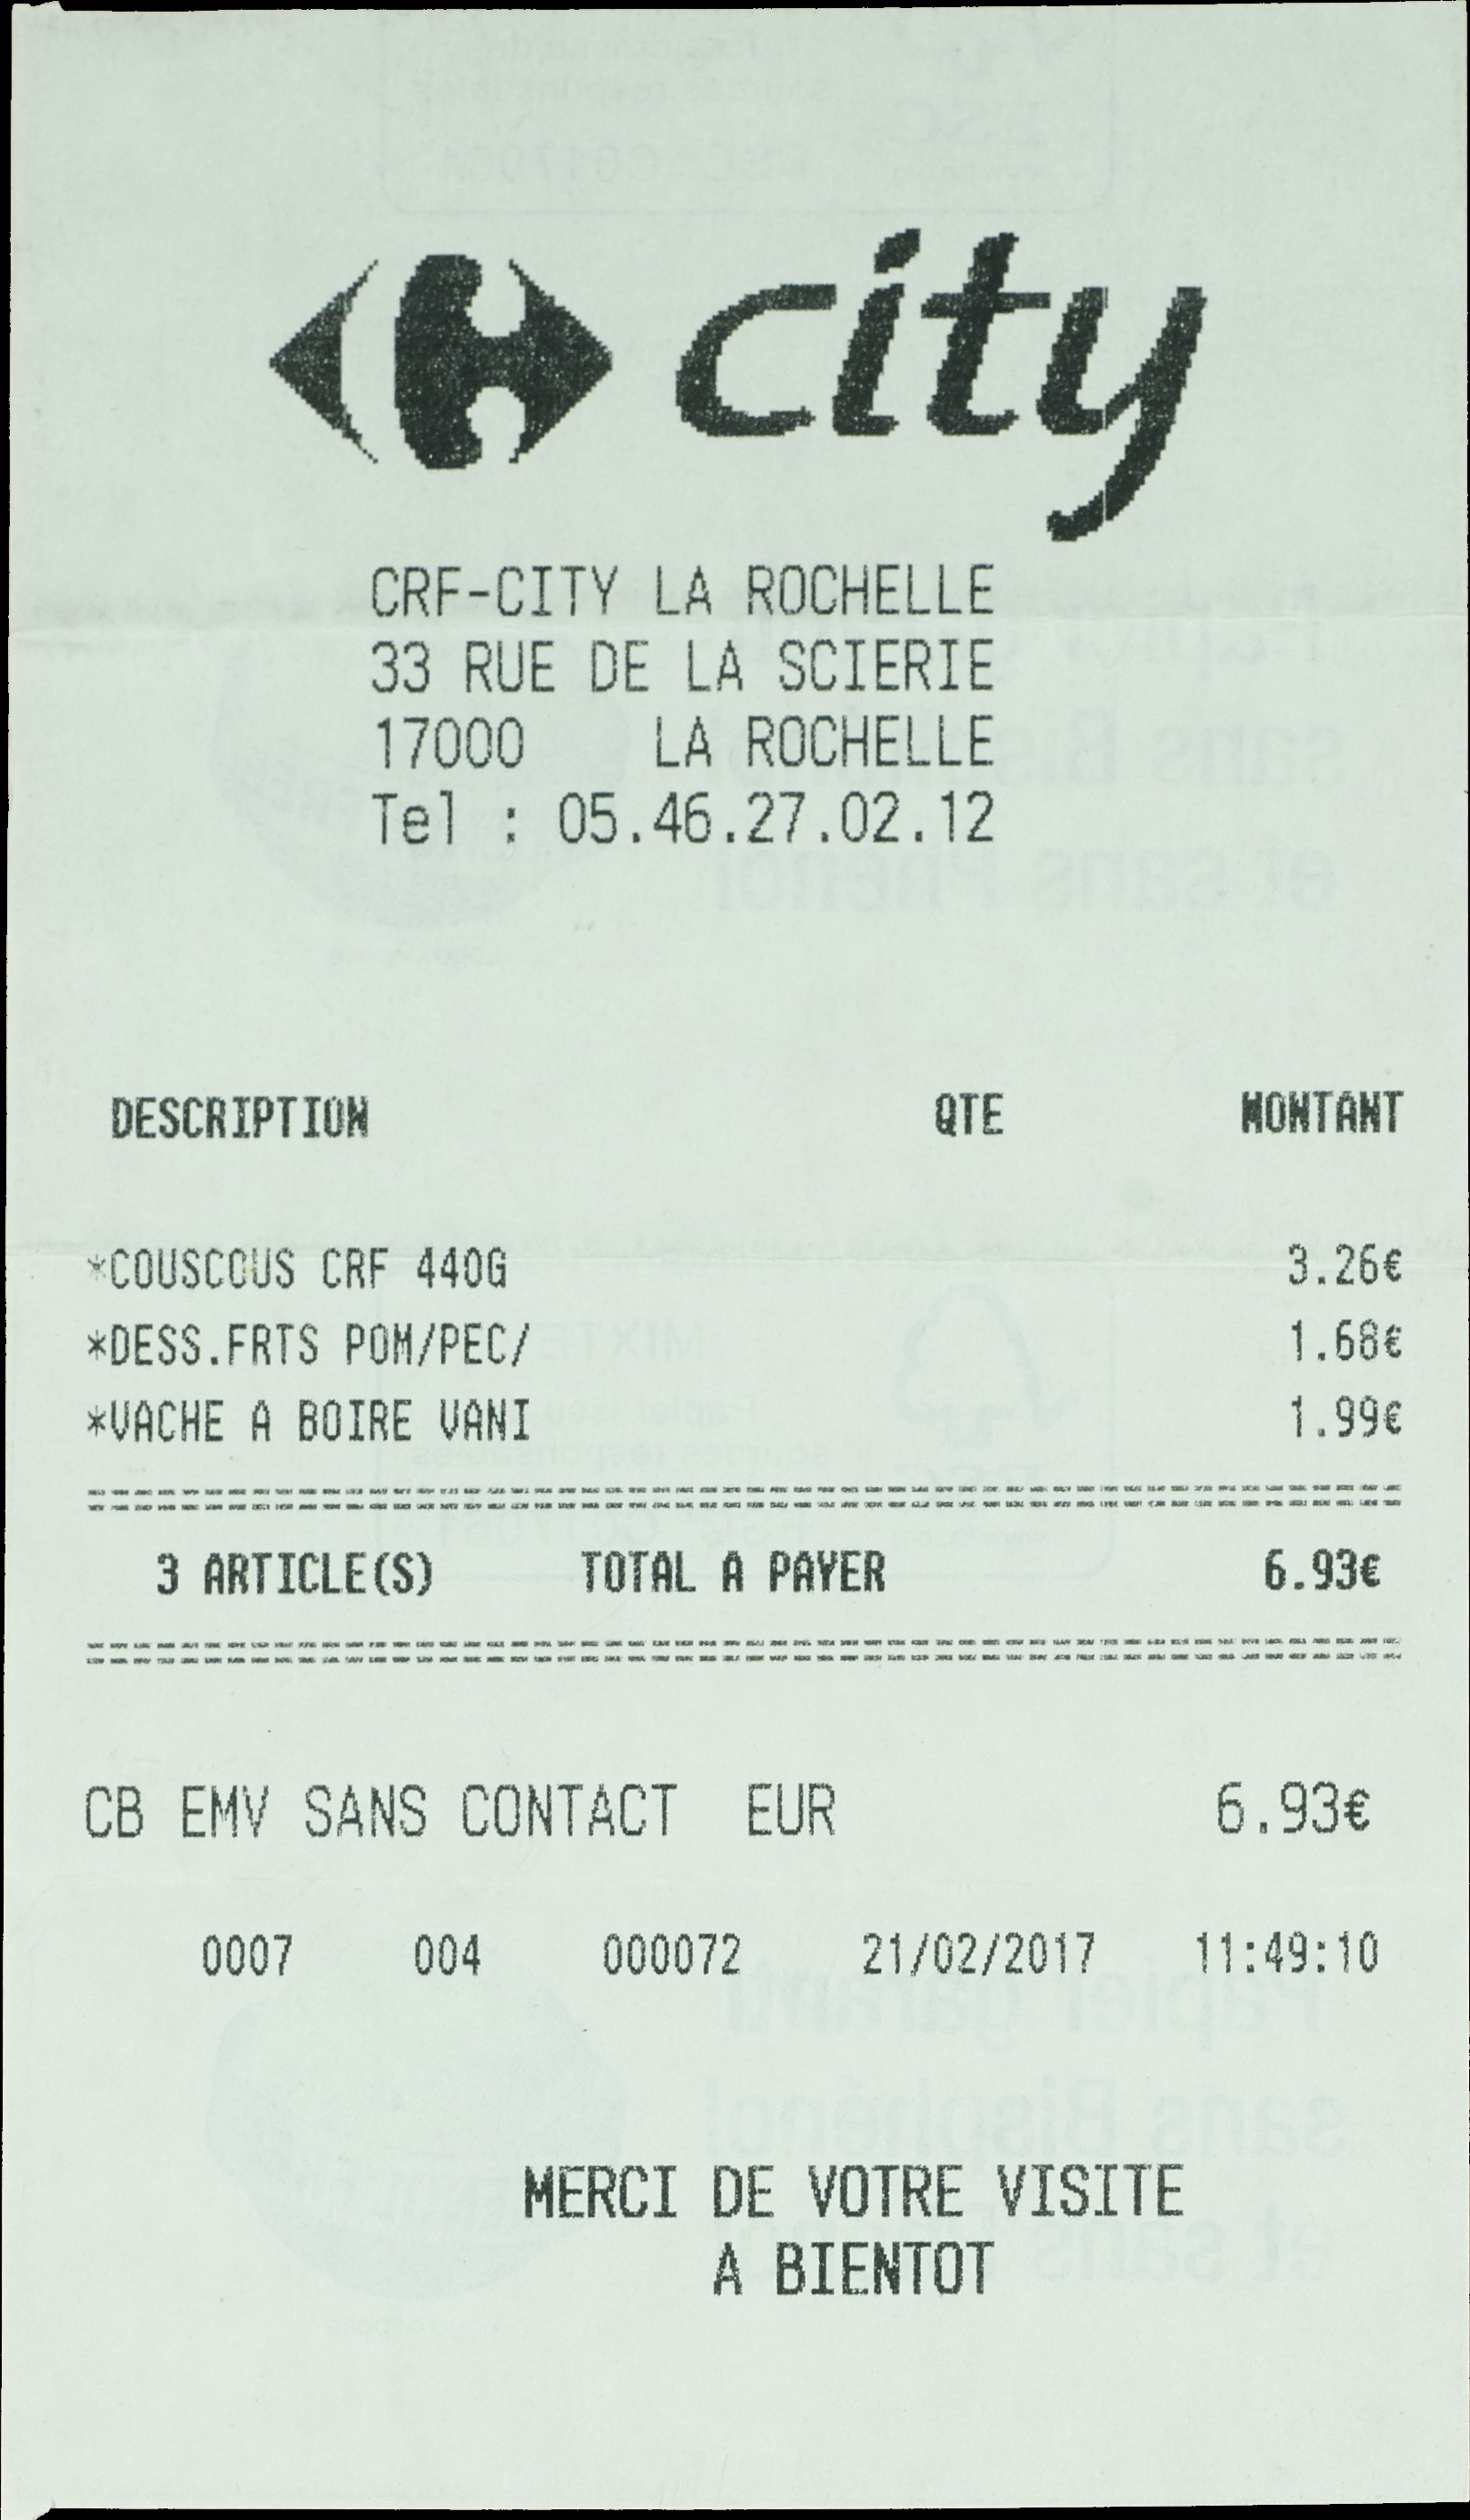 city
CRF-CITY LA ROCHELLE
33 RUE DE LA SCIERIE
17000 LA ROCHELLE
Tel : 05.46.27.02.12
DESCRIPTION QTE MONTANT
*COUSCOUS CRF 440G 3.26€
*DESS.FRTS POM/PEC/ 1.68€
*VACHE A BOIRE VANI 1.99€
3 ARTICLE(S) TOTAL A PAYER 6.93€
CB EMV SANS CONTACT EUR 6.93€
0007 004 000072 21/02/2017 11:49:10
MERCI DE VOTRE VISITE
A BIENTOT